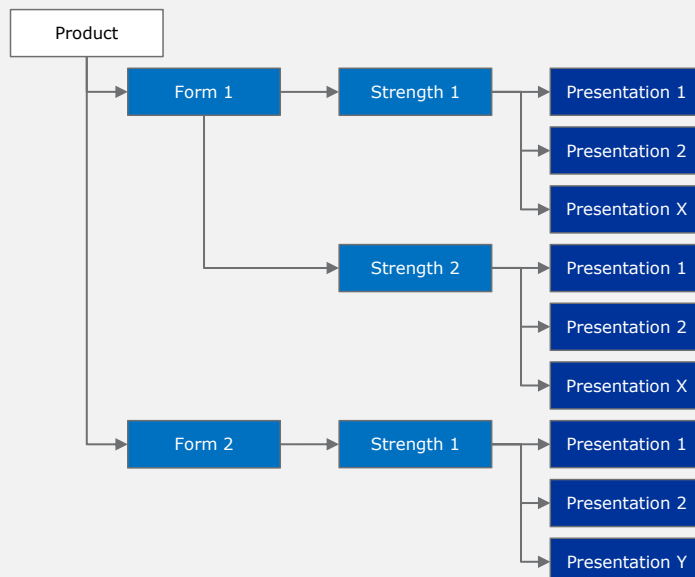 Product
Form 1
Strength 1
Presentation 1
Presentation 2
Presentation X
Strength 2
Presentation 1
Presentation 2
Presentation X
Form 2
Strength 1
Presentation 1
Presentation 2
Presentation Y